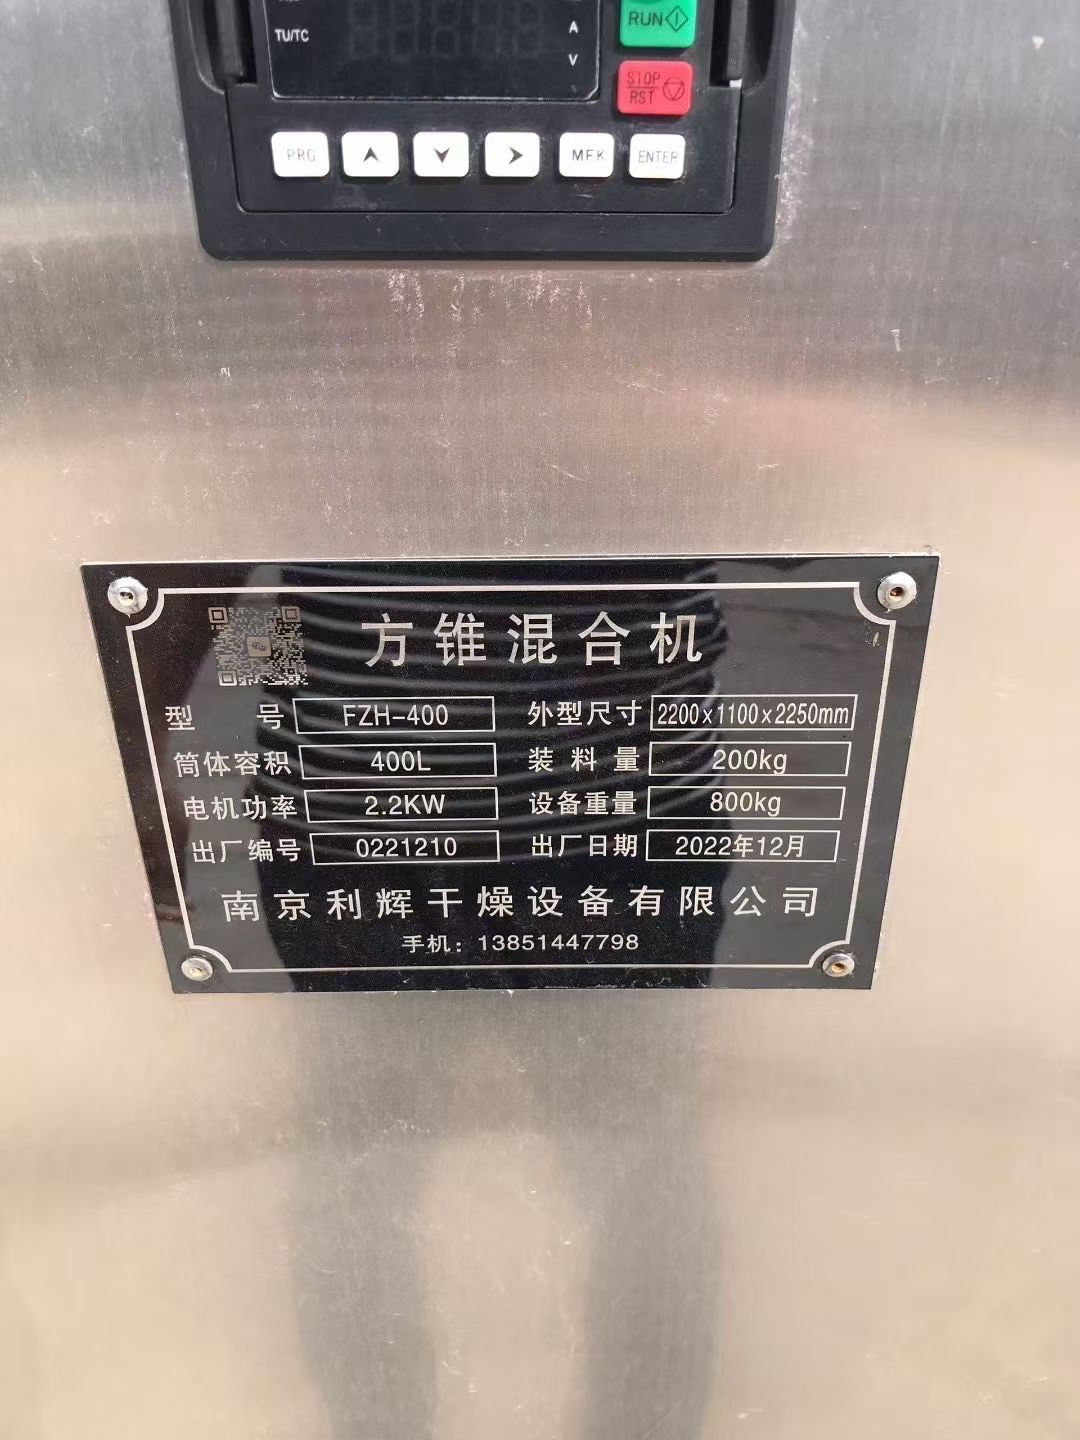 TU/TC
A
V
RUN
STOP
RST
PRG
MFK
ENTER
方锥混合机
型号 FZH-400 外型尺寸 2200x1100x2250mm
筒体容积 400L 装料量 200kg
电机功率 2.2KW 设备重量 800kg
出厂编号 0221210 出厂日期 2022年12月
南京利辉干燥设备有限公司
手机：13851447798